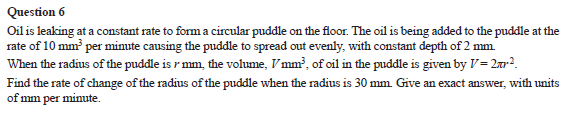 Question 6
Oil is leaking at a constant rate to form a circular puddle on the floor. The oil is being added to the puddle at the
rate of 10 mm³ per minute causing the puddle to spread out evenly, with constant depth of 2 mm.
When the radius of the puddle is r mm, the volume, V mm³, of oil in the puddle is given by V = 2πr².
Find the rate of change of the radius of the puddle when the radius is 30 mm. Give an exact answer, with units
of mm per minute.